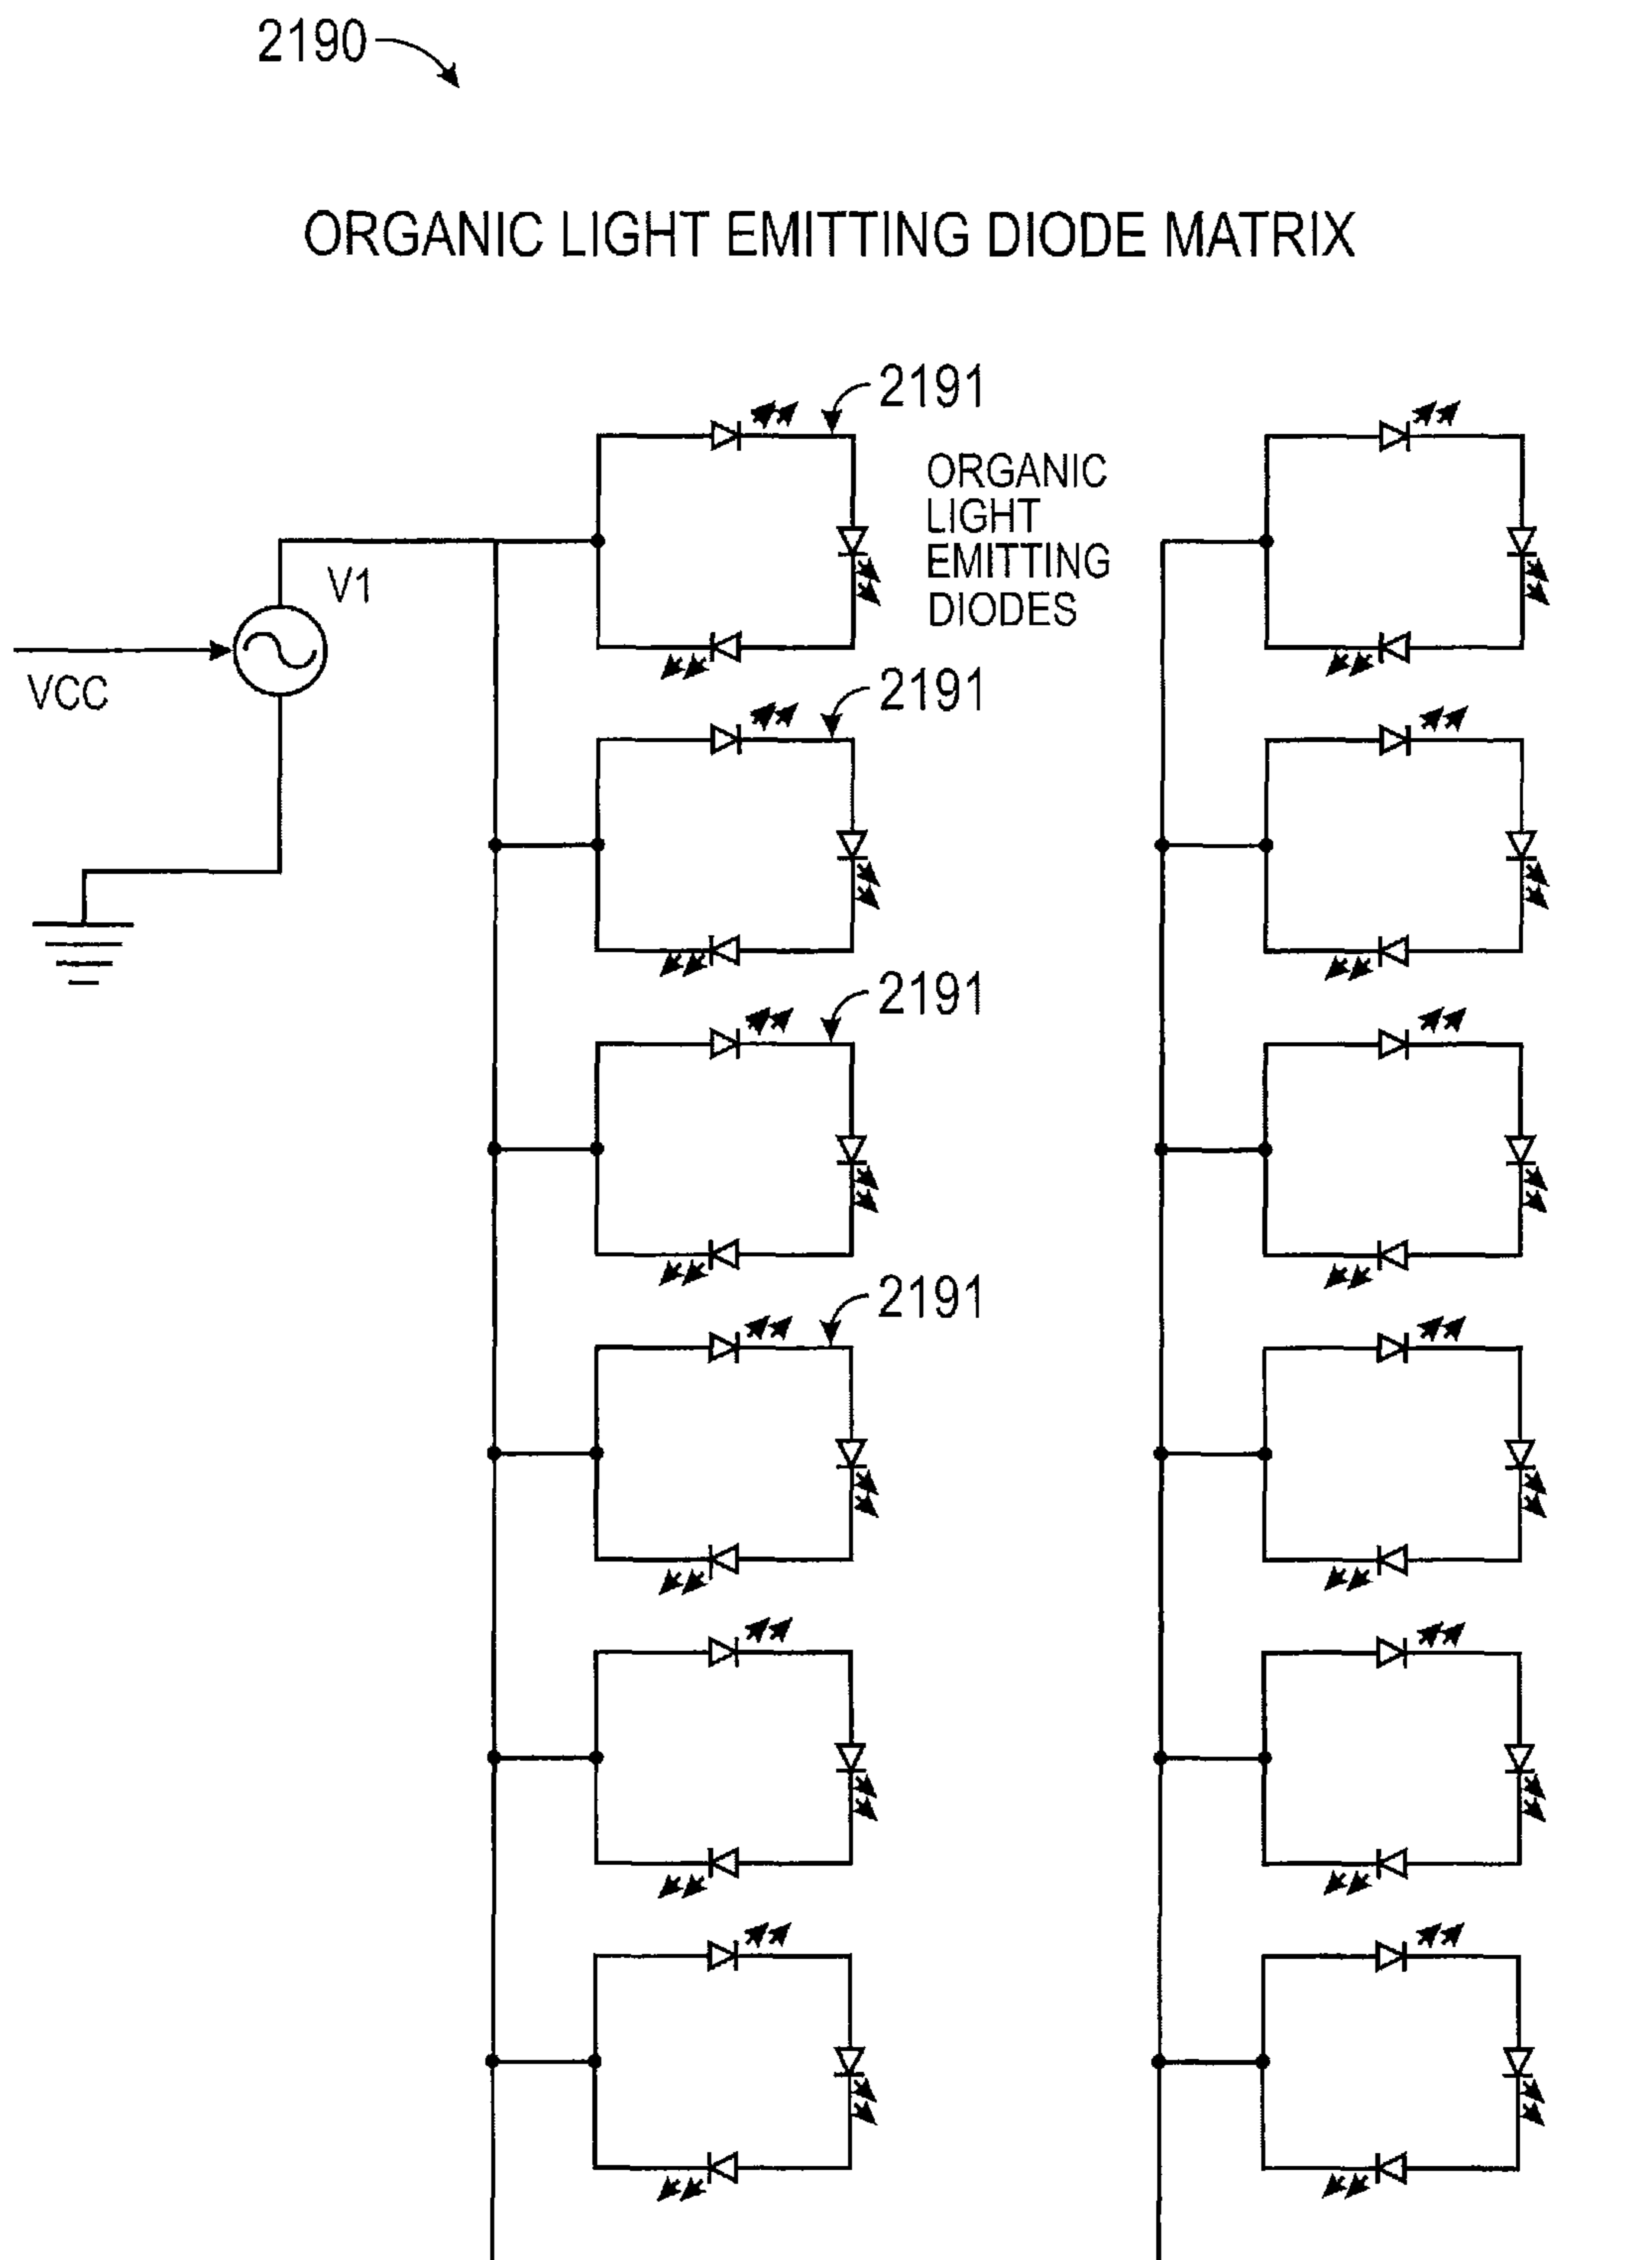 2190
ORGANIC LIGHT EMITTING DIODE MATRIX
2191
ORGANIC
LIGHT
EMITTING
DIODES
V1
VCC
2191
2191
2191